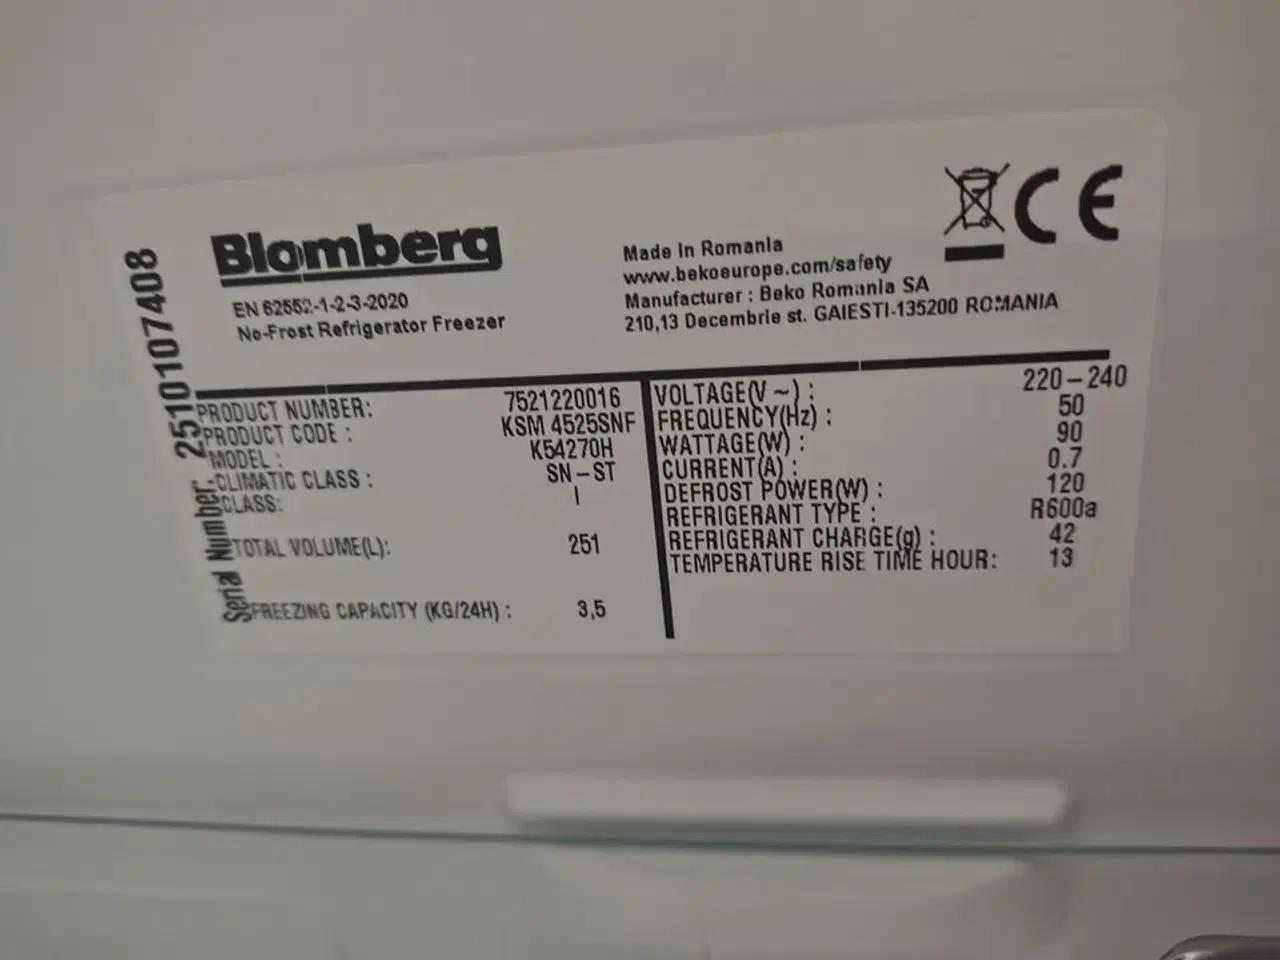 Blomberg
EN 62552-1-2-3-2020
No-Frost Refrigerator Freezer
Made in Romania
www.bekoeurope.com/safety
Manufacturer : Beko Romania SA
210,13 Decembrie st. GAIESTI-135200 ROMANIA
CE
Serial Number. 2510107408
PRODUCT NUMBER: 7521220016
PRODUCT CODE : KSM 4525SNF
MODEL : K54270H
CLIMATIC CLASS : SN-ST
CLASS: I
TOTAL VOLUME(L): 251
FREEZING CAPACITY (KG/24H) : 3,5
VOLTAGE(V ~) : 220-240
FREQUENCY(Hz) : 50
WATTAGE(W) : 90
CURRENT(A) : 0.7
DEFROST POWER(W) : 120
REFRIGERANT TYPE : R600a
REFRIGERANT CHARGE(g) : 42
TEMPERATURE RISE TIME HOUR: 13